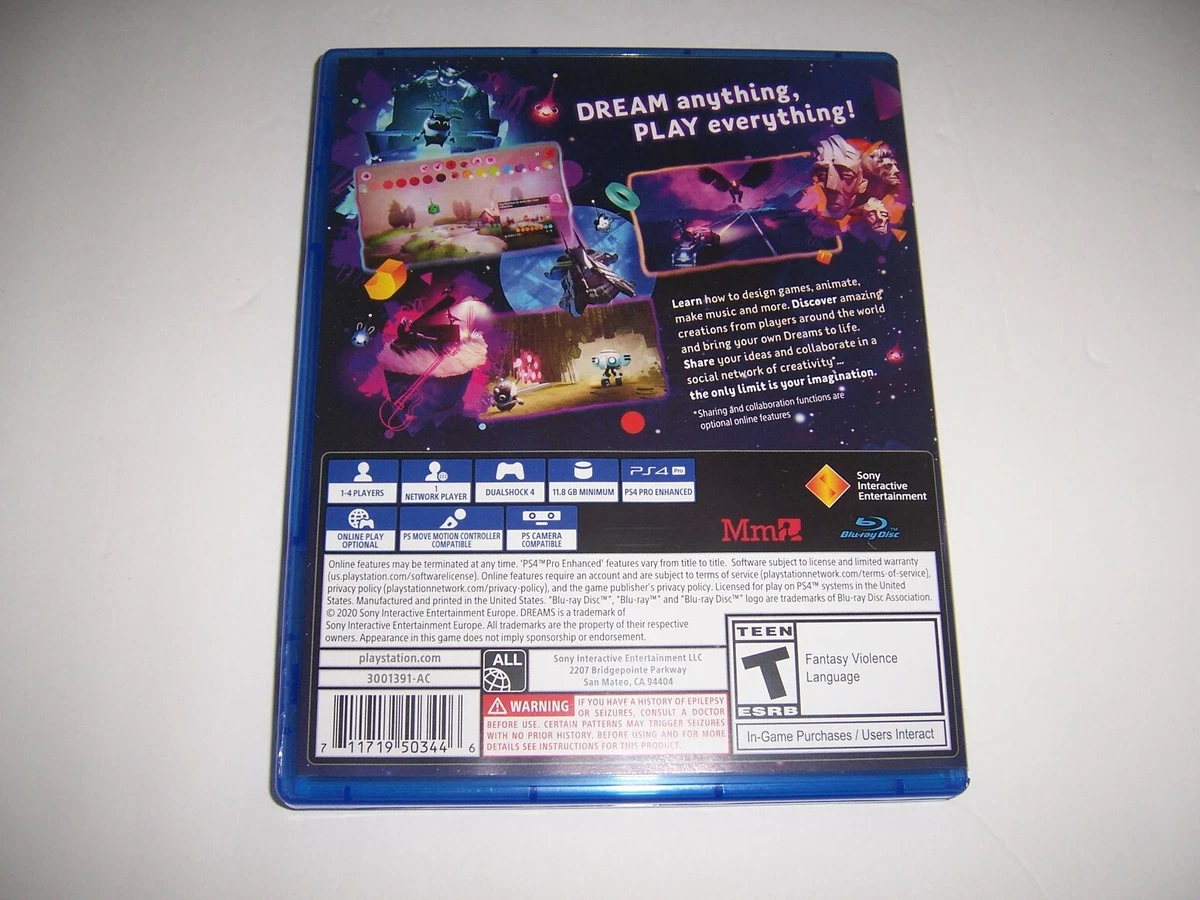 DREAM anything,
PLAY everything!
Learn how to design games, animate,
make music and more. Discover amazing
creations from players around the world
and bring your own Dreams to life.
Share your ideas and collaborate in a
social network of creativity*...
the only limit is your imagination.
*Sharing and collaboration functions are
optional online features
1-4 PLAYERS
1
NETWORK PLAYER
DUALSHOCK 4
11.8 GB MINIMUM
PS4 Pro
PS4 PRO ENHANCED
ONLINE PLAY
OPTIONAL
PS MOVE MOTION CONTROLLER
COMPATIBLE
PS CAMERA
COMPATIBLE
Sony
Interactive
Entertainment
Mm
Blu-ray Disc™
Online features may be terminated at any time. 'PS4™Pro Enhanced' features vary from title to title. Software subject to license and limited warranty
(us.playstation.com/softwarelicense). Online features require an account and are subject to terms of service (playstationnetwork.com/terms-of-service),
privacy policy (playstationnetwork.com/privacy-policy), and the game publisher's privacy policy. Licensed for play on PS4™ systems in the United
States. Manufactured and printed in the United States. "Blu-ray Disc™", "Blu-ray™" and "Blu-ray Disc™" logo are trademarks of Blu-ray Disc Association.
© 2020 Sony Interactive Entertainment Europe. DREAMS is a trademark of
Sony Interactive Entertainment Europe. All trademarks are the property of their respective
owners. Appearance in this game does not imply sponsorship or endorsement.
playstation.com
3001391-AC
ALL
Sony Interactive Entertainment LLC
2207 Bridgepointe Parkway
San Mateo, CA 94404
WARNING IF YOU HAVE A HISTORY OF EPILEPSY
OR SEIZURES, CONSULT A DOCTOR
BEFORE USE. CERTAIN PATTERNS MAY TRIGGER SEIZURES
WITH NO PRIOR HISTORY. BEFORE USING AND FOR MORE
DETAILS SEE INSTRUCTIONS FOR THIS PRODUCT.
7 11719 50344 6
TEEN
T
ESRB
Fantasy Violence
Language
In-Game Purchases / Users Interact